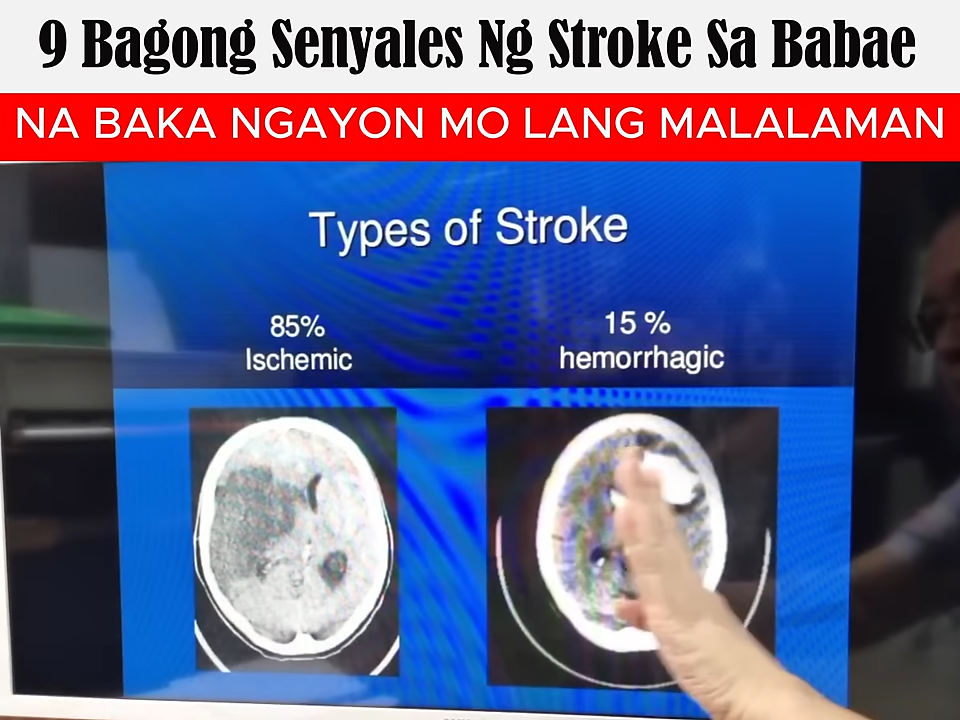 9 Bagong Senyales Ng Stroke Sa Babae
NA BAKA NGAYON MO LANG MALALAMAN
Types of Stroke
85%
Ischemic
15 %
hemorrhagic